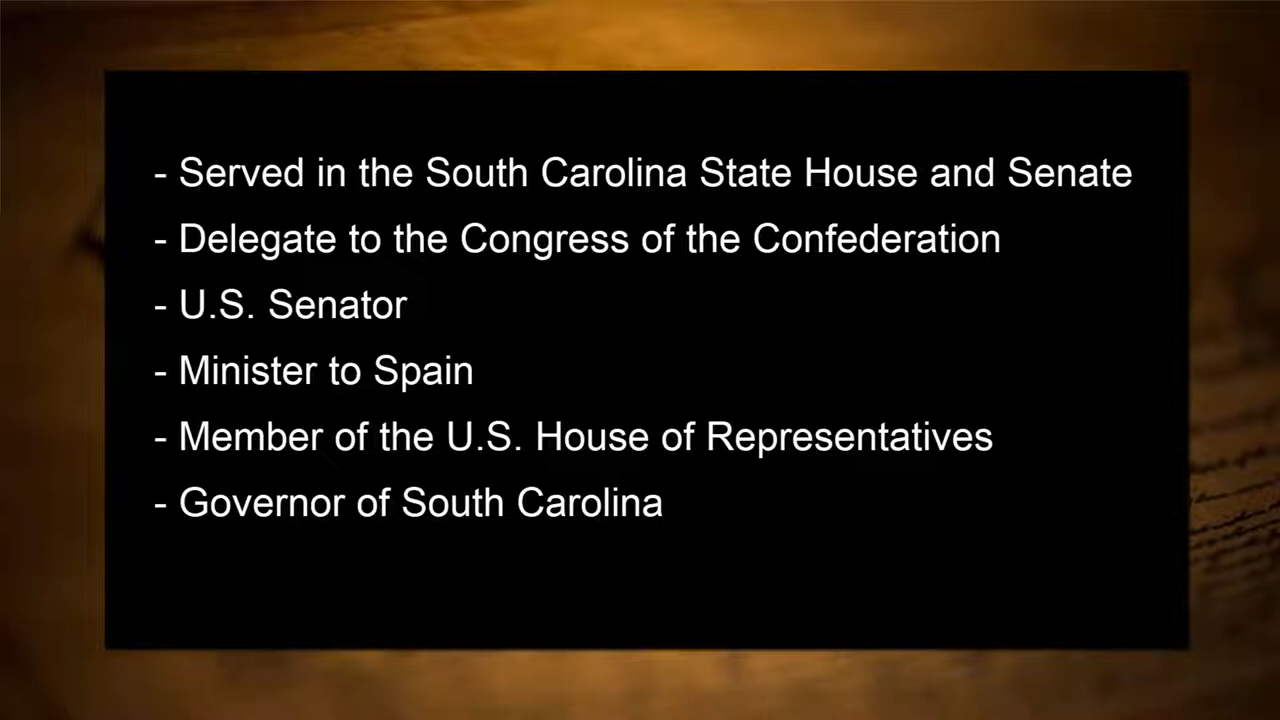 - Served in the South Carolina State House and Senate
- Delegate to the Congress of the Confederation
- U.S. Senator
- Minister to Spain
- Member of the U.S. House of Representatives
- Governor of South Carolina